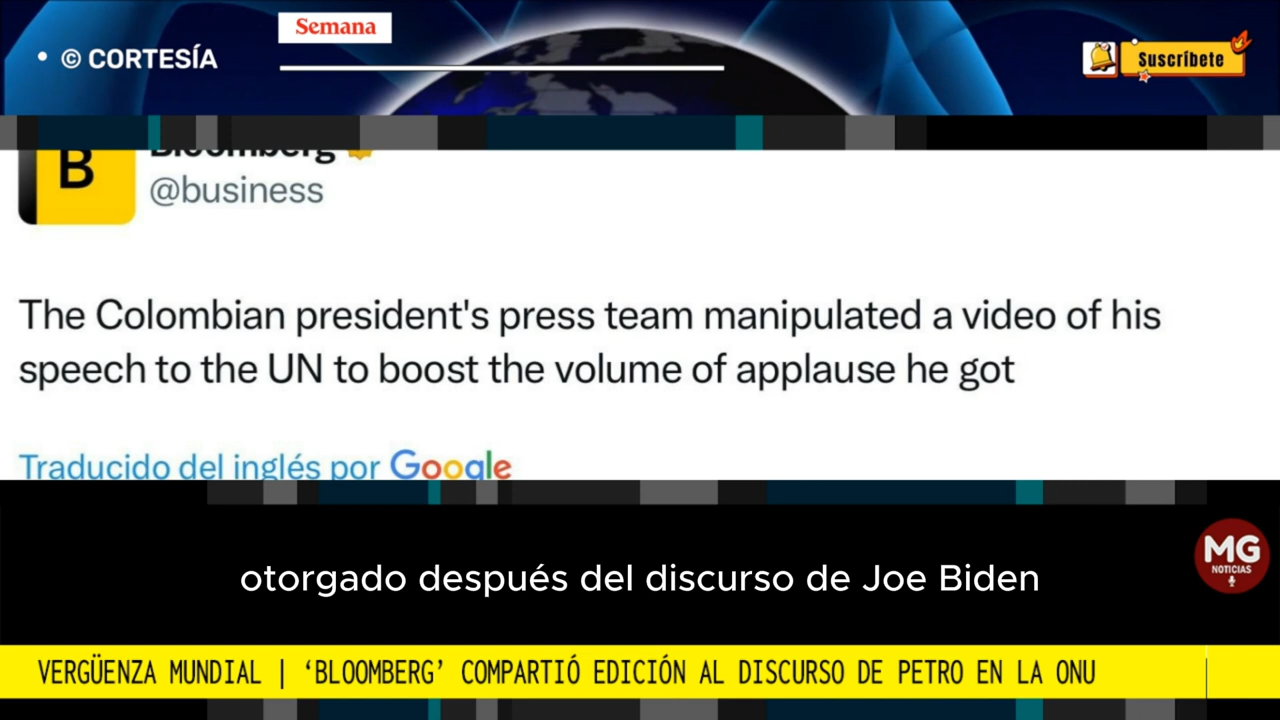 Semana
• © CORTESÍA
Suscríbete
B
Bloomberg
@business
The Colombian president's press team manipulated a video of his
speech to the UN to boost the volume of applause he got
Traducido del inglés por Google
otorgado después del discurso de Joe Biden
MG
NOTICIAS
VERGÜENZA MUNDIAL | ‘BLOOMBERG’ COMPARTIÓ EDICIÓN AL DISCURSO DE PETRO EN LA ONU